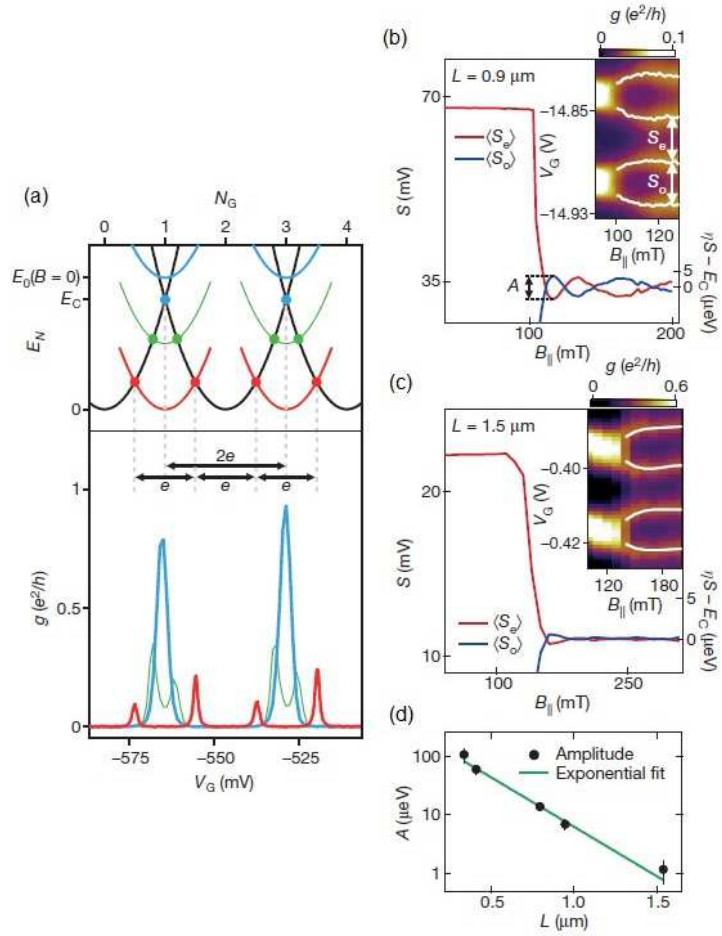 (a)
N_G
0 1 2 3 4
E_0(B = 0)
E_C
E_N
0
2e
e e e
1
g (e²/h)
0.5
0
−575 −550 −525
V_G (mV)
(b)
g (e²/h)
0 0.1
L = 0.9 μm
70
S (mV)
35
⟨S_e⟩
⟨S_o⟩
−14.85
V_G (V)
−14.93
S_e
S_o
100 120
B_|| (mT)
A
5
0
ηS − E_C (μeV)
100 200
B_|| (mT)
(c)
g (e²/h)
0 0.6
L = 1.5 μm
20
S (mV)
10
−0.40
V_G (V)
−0.42
120 180
B_|| (mT)
⟨S_e⟩
⟨S_o⟩
5
0
ηS − E_C (μeV)
100 250
B_|| (mT)
(d)
100
10
1
A (μeV)
Amplitude
Exponential fit
0.5 1.0 1.5
L (μm)